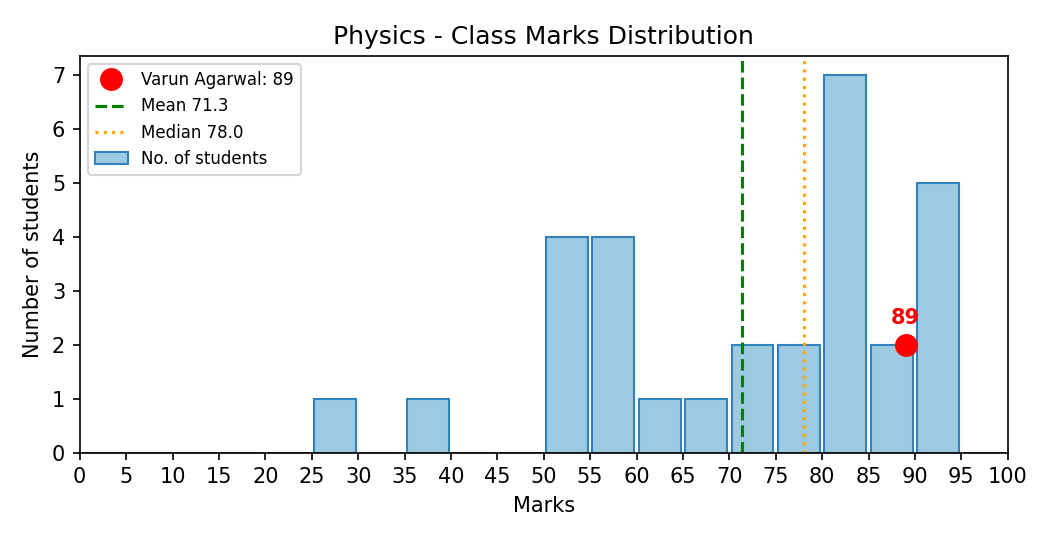 Physics - Class Marks Distribution
Varun Agarwal: 89
Mean 71.3
Median 78.0
No. of students
Number of students
7
6
5
4
3
2
1
0
89
0 5 10 15 20 25 30 35 40 45 50 55 60 65 70 75 80 85 90 95 100
Marks